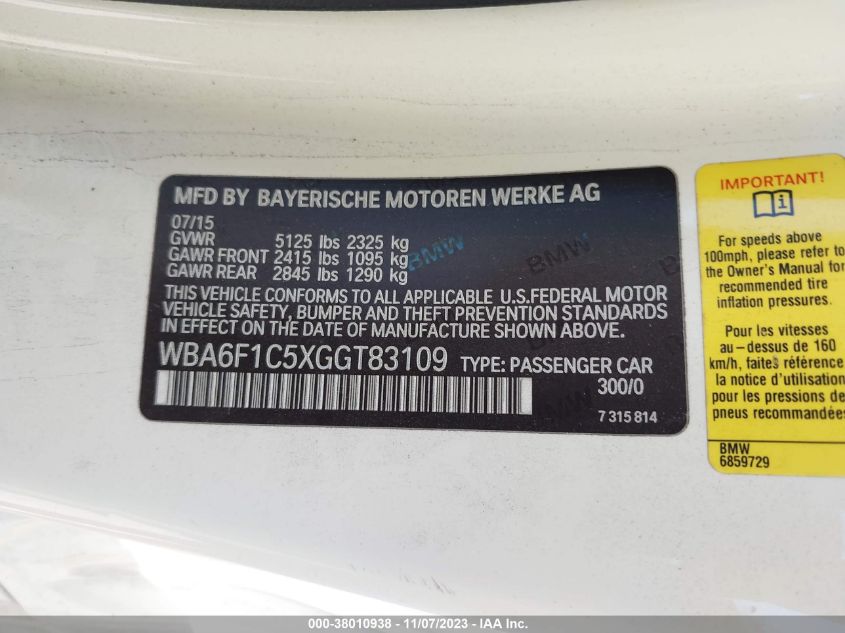 MFD BY BAYERISCHE MOTOREN WERKE AG
07/15
GVWR 5125 lbs 2325 kg
GAWR FRONT 2415 lbs 1095 kg
GAWR REAR 2845 lbs 1290 kg
BMW BMW
THIS VEHICLE CONFORMS TO ALL APPLICABLE U.S.FEDERAL MOTOR
VEHICLE SAFETY, BUMPER AND THEFT PREVENTION STANDARDS
IN EFFECT ON THE DATE OF MANUFACTURE SHOWN ABOVE.
WBA6F1C5XGGT83109 TYPE: PASSENGER CAR
300/0
BMW
7 315 814
IMPORTANT!
For speeds above
100mph, please refer to
the Owner's Manual for
recommended tire
inflation pressures.
Pour les vitesses
au-dessus de 160
km/h, faites référence
à la notice d'utilisation
pour les pressions de
pneus recommandées
BMW
6859729
000-38010938 - 11/07/2023 - IAA Inc.